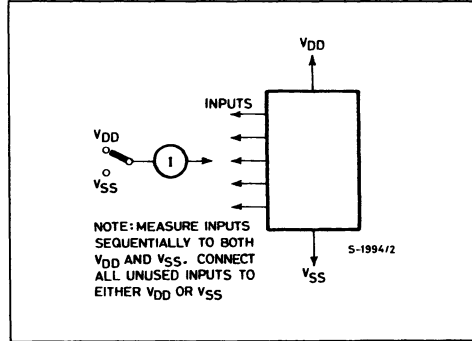 VDD
INPUTS
VDD
I
VSS
NOTE: MEASURE INPUTS
SEQUENTIALLY TO BOTH
VDD AND VSS. CONNECT
ALL UNUSED INPUTS TO
EITHER VDD OR VSS
S-1994/2
VSS